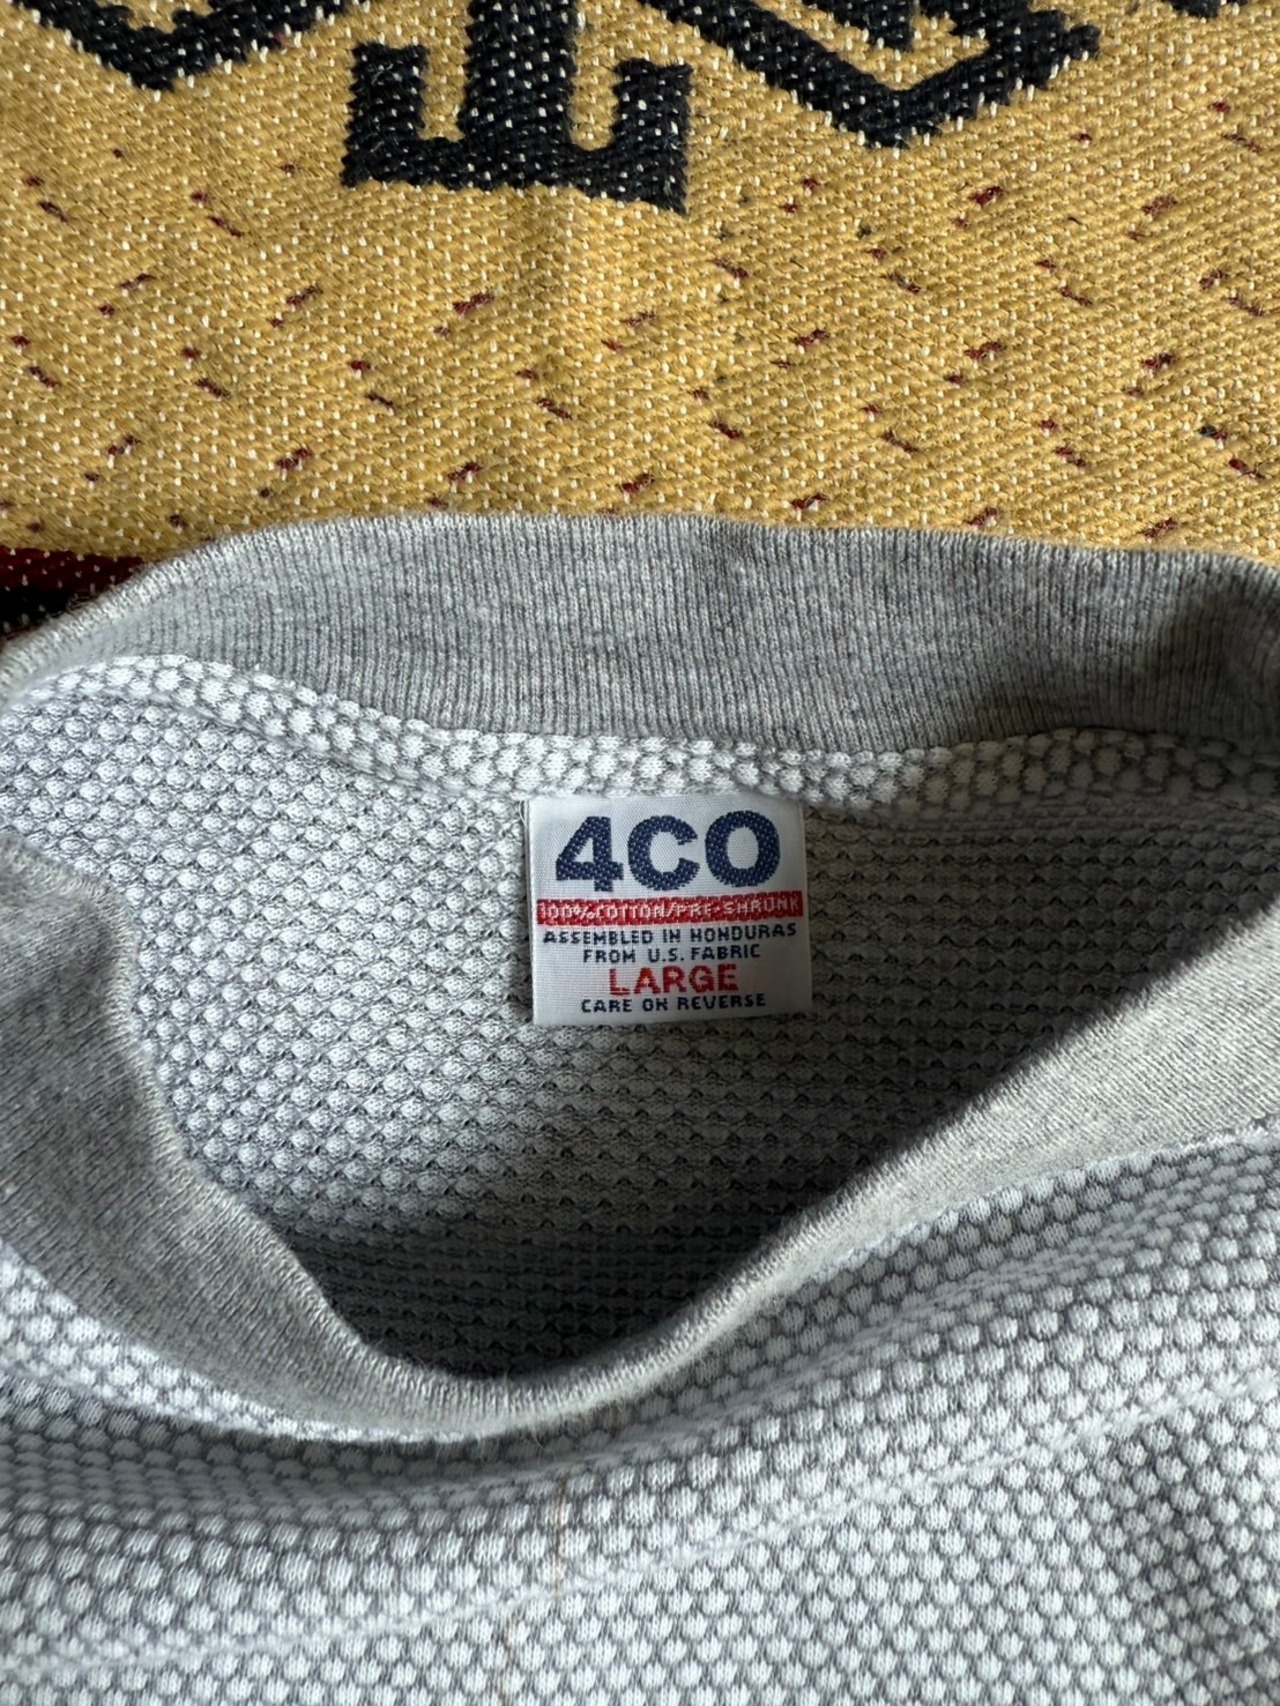 4CO
100% COTTON/PRE-SHRUNK
ASSEMBLED IN HONDURAS
FROM U.S. FABRIC
LARGE
CARE ON REVERSE